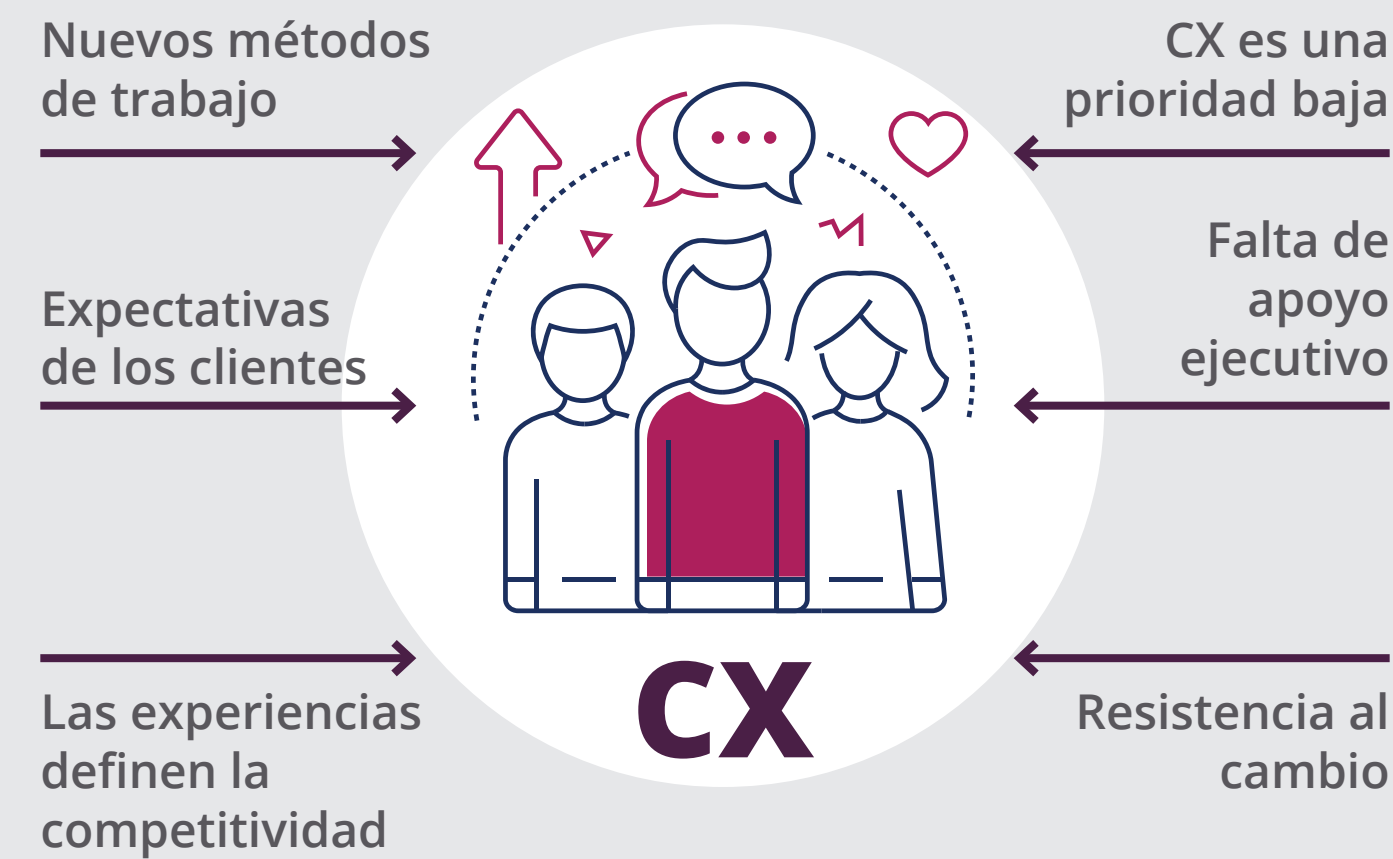 Nuevos métodos
de trabajo
Expectativas
de los clientes
Las experiencias
definen la
competitividad
CX
CX es una
prioridad baja
Falta de
apoyo
ejecutivo
Resistencia al
cambio